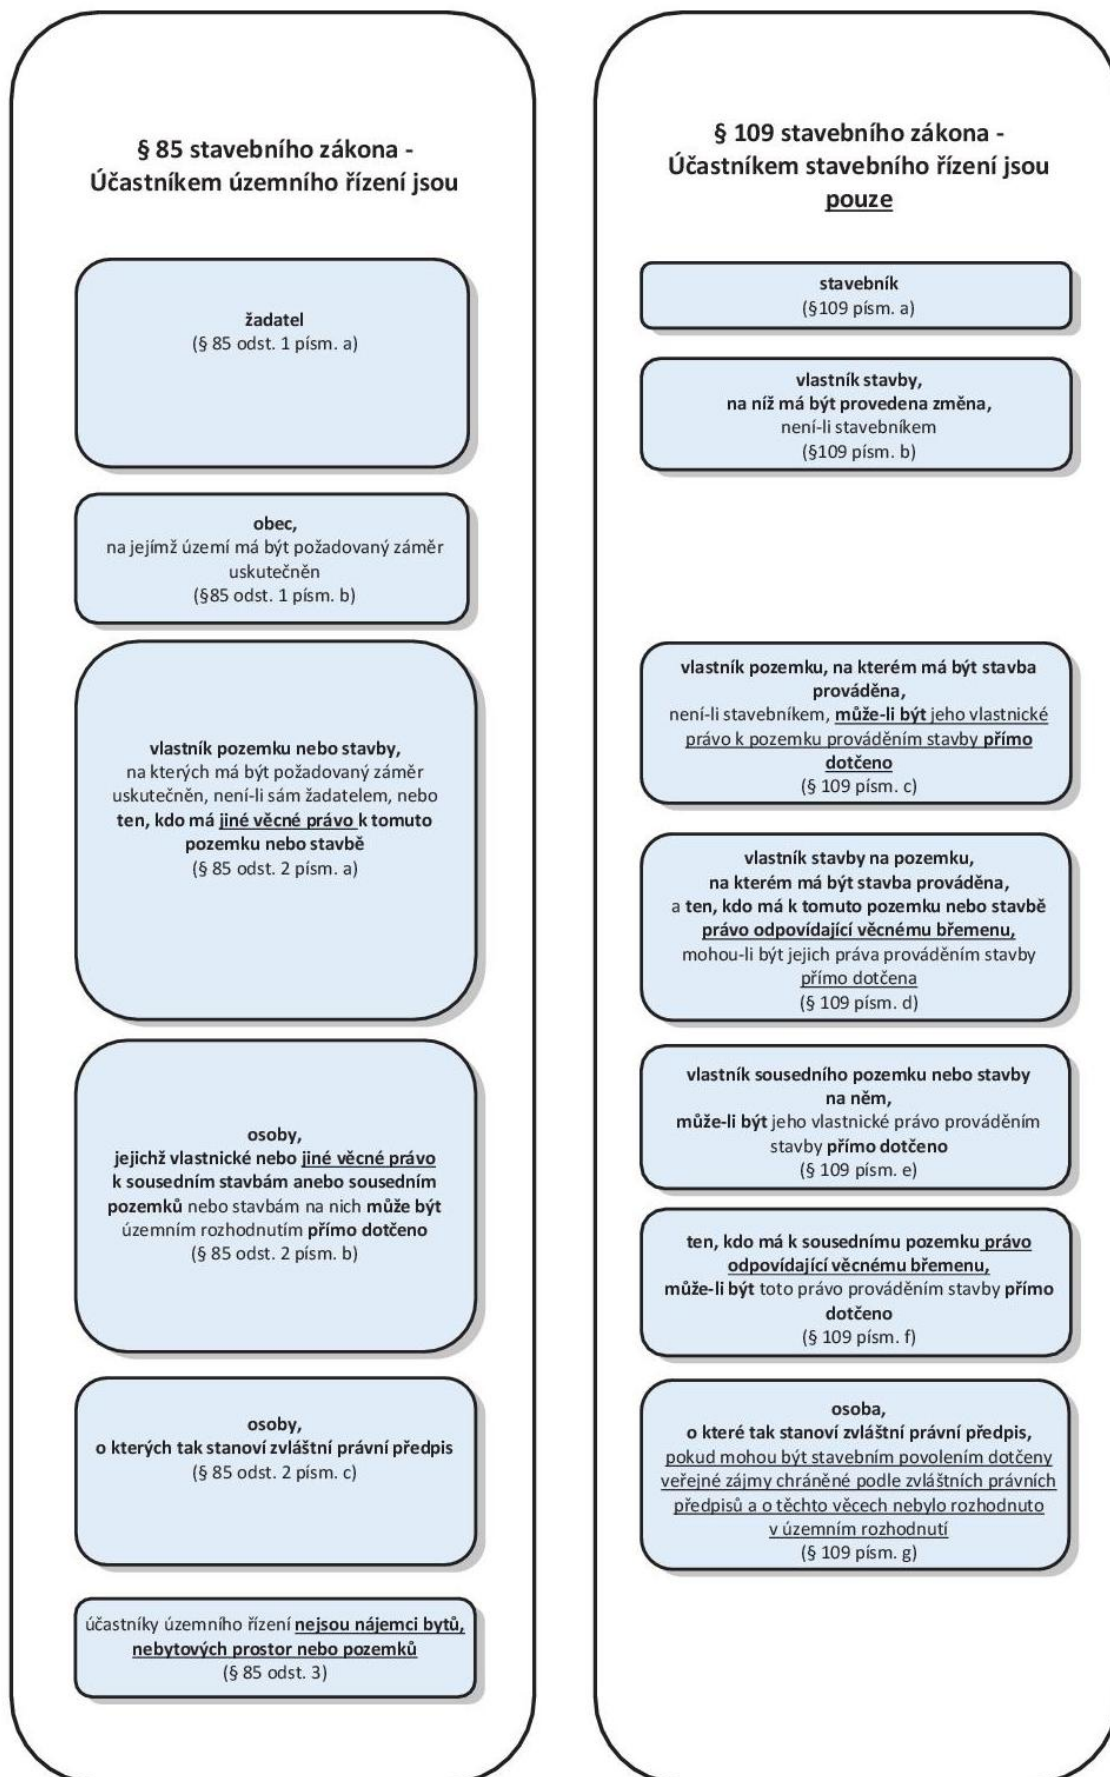 § 85 stavebního zákona -
Účastníkem územního řízení jsou
žadatel
(§ 85 odst. 1 písm. a)
obec,
na jejímž území má být požadovaný záměr
uskutečněn
(§85 odst. 1 písm. b)
vlastník pozemku nebo stavby,
na kterých má být požadovaný záměr
uskutečněn, není-li sám žadatelem, nebo
ten, kdo má jiné věcné právo k tomuto
pozemku nebo stavbě
(§ 85 odst. 2 písm. a)
osoby,
jejichž vlastnické nebo jiné věcné právo
k sousedním stavbám anebo sousedním
pozemků nebo stavbám na nich může být
územním rozhodnutím přímo dotčeno
(§ 85 odst. 2 písm. b)
osoby,
o kterých tak stanoví zvláštní právní předpis
(§ 85 odst. 2 písm. c)
účastníky územního řízení nejsou nájemci bytů,
nebytových prostor nebo pozemků
(§ 85 odst. 3)
§ 109 stavebního zákona -
Účastníkem stavebního řízení jsou
pouze
stavebník
(§109 písm. a)
vlastník stavby,
na níž má být provedena změna,
není-li stavebníkem
(§109 písm. b)
vlastník pozemku, na kterém má být stavba
prováděna,
není-li stavebníkem, může-li být jeho vlastnické
právo k pozemku prováděním stavby přímo
dotčeno
(§ 109 písm. c)
vlastník stavby na pozemku,
na kterém má být stavba prováděna,
a ten, kdo má k tomuto pozemku nebo stavbě
právo odpovídající věcnému břemenu,
mohou-li být jejich práva prováděním stavby
přímo dotčena
(§ 109 písm. d)
vlastník sousedního pozemku nebo stavby
na něm,
může-li být jeho vlastnické právo prováděním
stavby přímo dotčeno
(§ 109 písm. e)
ten, kdo má k sousednímu pozemku právo
odpovídající věcnému břemenu,
může-li být toto právo prováděním stavby přímo
dotčeno
(§ 109 písm. f)
osoba,
o které tak stanoví zvláštní právní předpis,
pokud mohou být stavebním povolením dotčeny
veřejné zájmy chráněné podle zvláštních právních
předpisů a o těchto věcech nebylo rozhodnuto
v územním rozhodnutí
(§ 109 písm. g)